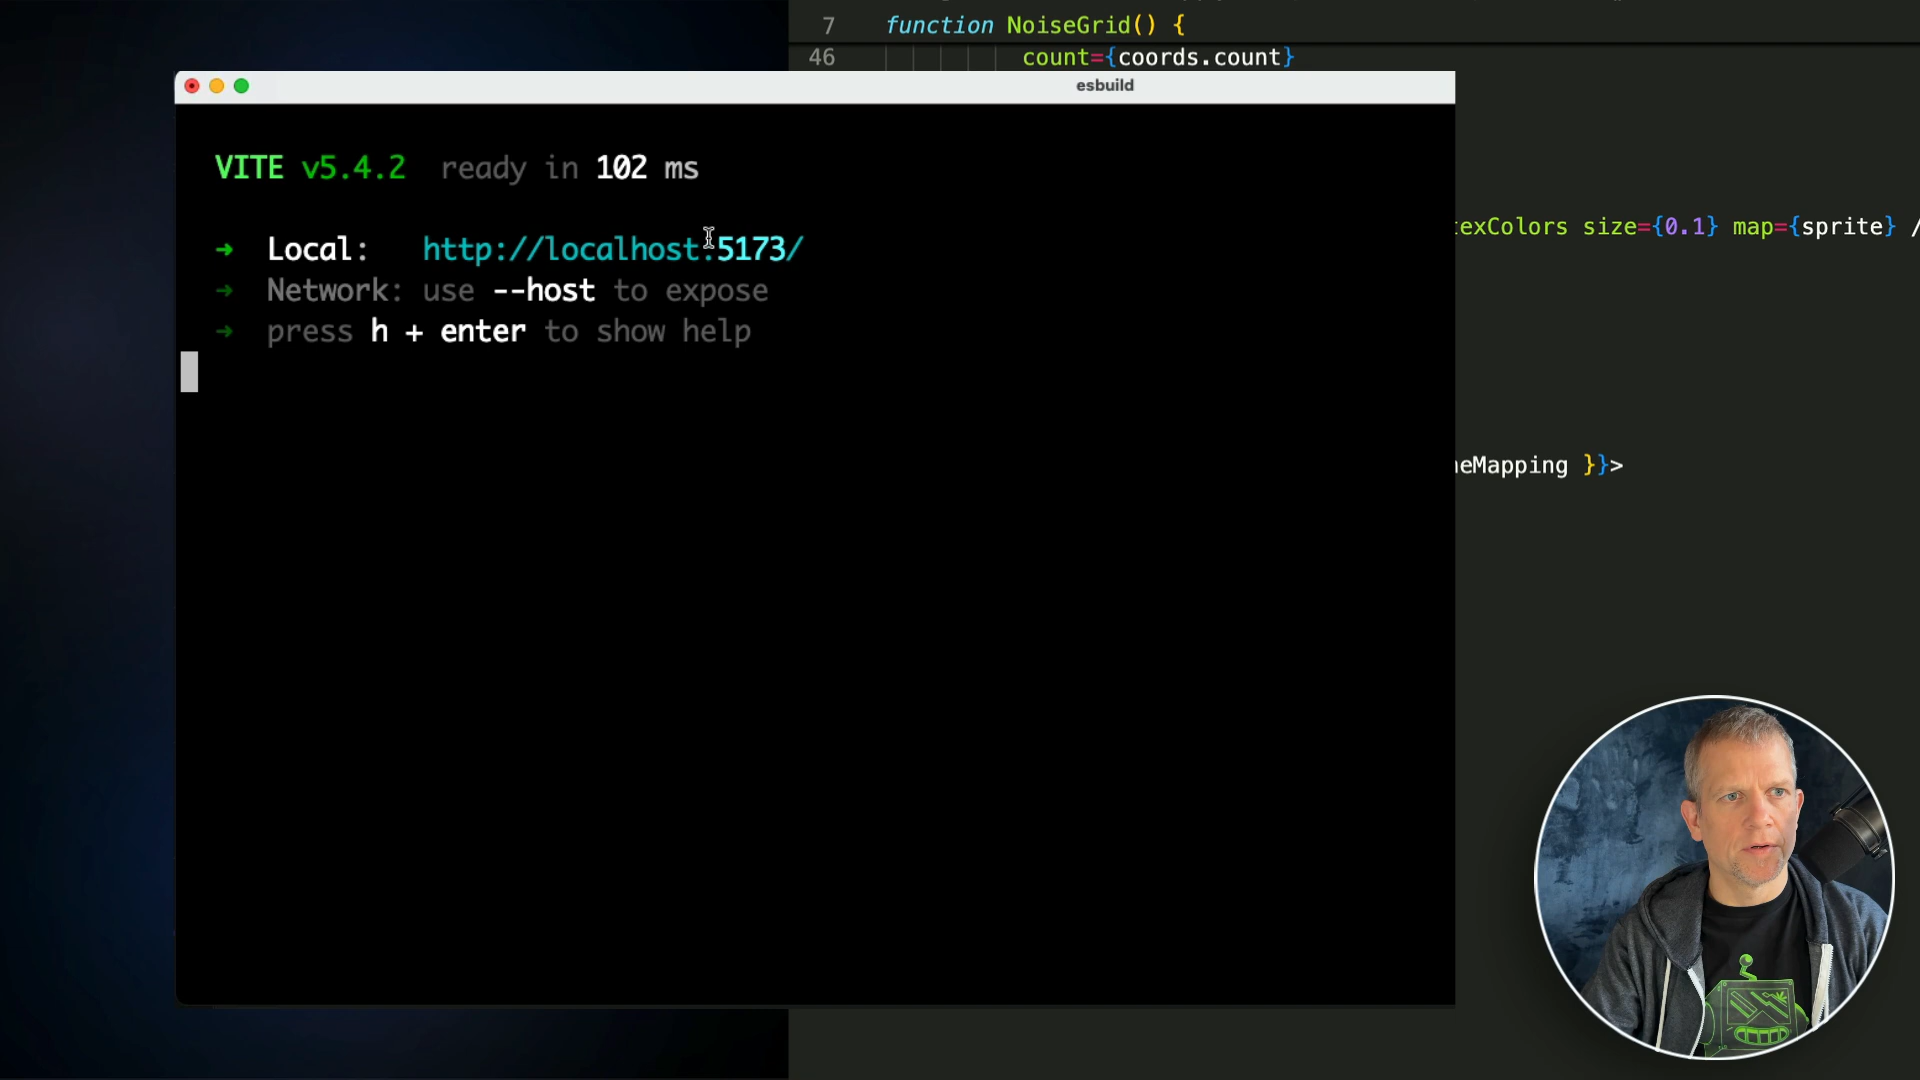 7 function NoiseGrid() {
46 count={coords.count}
esbuild
VITE v5.4.2 ready in 102 ms
➜ Local: http://localhost:5173/
➜ Network: use --host to expose
➜ press h + enter to show help
exColors size={0.1} map={sprite} /
eMapping }}>